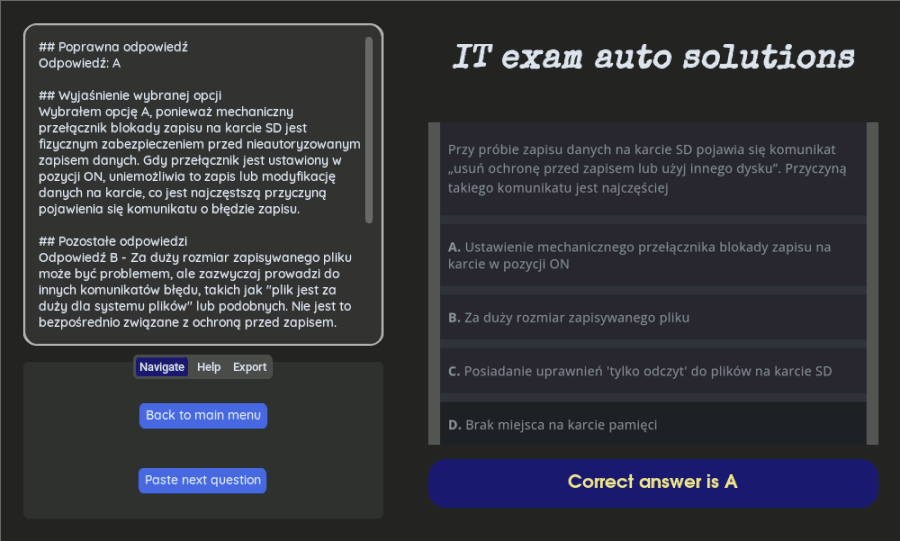 ## Poprawna odpowiedź
Odpowiedź: A
## Wyjaśnienie wybranej opcji
Wybrałem opcję A, ponieważ mechaniczny
przełącznik blokady zapisu na karcie SD jest
fizycznym zabezpieczeniem przed nieautoryzowanym
zapisem danych. Gdy przełącznik jest ustawiony w
pozycji ON, uniemożliwia to zapis lub modyfikację
danych na karcie, co jest najczęstszą przyczyną
pojawienia się komunikatu o błędzie zapisu.
## Pozostałe odpowiedzi
Odpowiedź B - Za duży rozmiar zapisywanego pliku
może być problemem, ale zazwyczaj prowadzi do
innych komunikatów błędu, takich jak "plik jest za
duży dla systemu plików" lub podobnych. Nie jest to
bezpośrednio związane z ochroną przed zapisem.
Navigate Help Export
Back to main menu
Paste next question
IT exam auto solutions
Przy próbie zapisu danych na karcie SD pojawia się komunikat
„usuń ochronę przed zapisem lub użyj innego dysku”. Przyczyną
takiego komunikatu jest najczęściej
A. Ustawienie mechanicznego przełącznika blokady zapisu na
karcie w pozycji ON
B. Za duży rozmiar zapisywanego pliku
C. Posiadanie uprawnień 'tylko odczyt' do plików na karcie SD
D. Brak miejsca na karcie pamięci
Correct answer is A